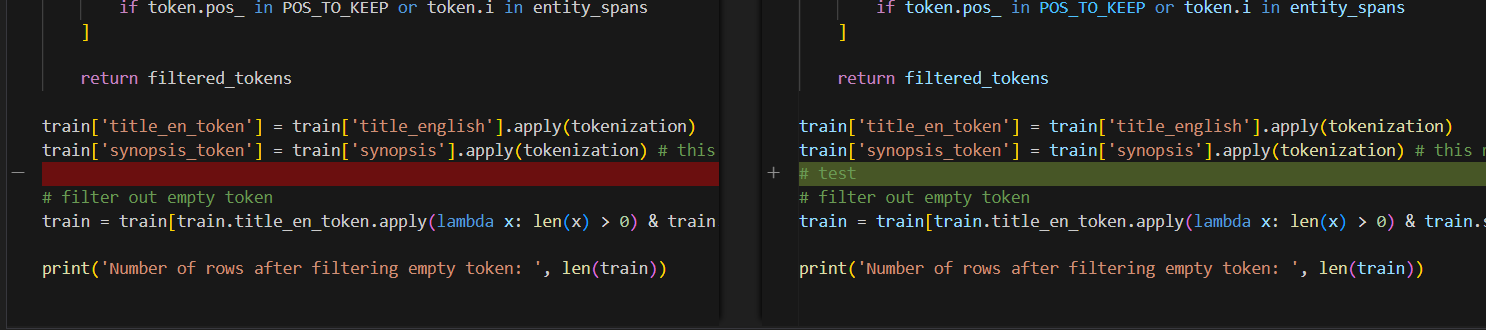 if token.pos_ in POS_TO_KEEP or token.i in entity_spans
]
return filtered_tokens
train['title_en_token'] = train['title_english'].apply(tokenization)
train['synopsis_token'] = train['synopsis'].apply(tokenization) # this
−
# filter out empty token
train = train[train.title_en_token.apply(lambda x: len(x) > 0) & train
print('Number of rows after filtering empty token: ', len(train))
if token.pos_ in POS_TO_KEEP or token.i in entity_spans
]
return filtered_tokens
train['title_en_token'] = train['title_english'].apply(tokenization)
train['synopsis_token'] = train['synopsis'].apply(tokenization) # this
+ # test
# filter out empty token
train = train[train.title_en_token.apply(lambda x: len(x) > 0) & train.
print('Number of rows after filtering empty token: ', len(train))